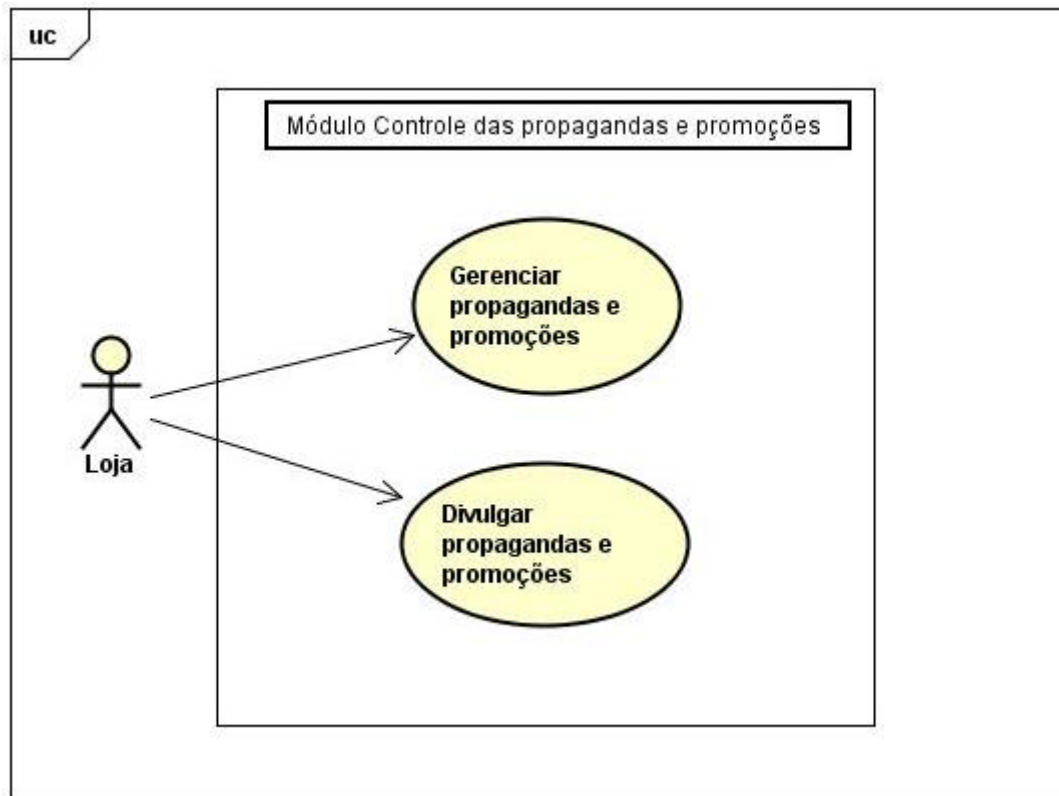 uc
Módulo Controle das propagandas e promoções
Gerenciar
propagandas e
promoções
Loja
Divulgar
propagandas e
promoções